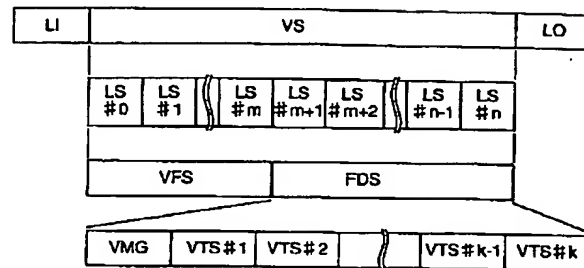 LI VS LO
LS #0 LS #1 LS #m LS #m+1 LS #m+2 LS #n-1 LS #n
VFS FDS
VMG VTS#1 VTS#2 VTS#k-1 VTS#k